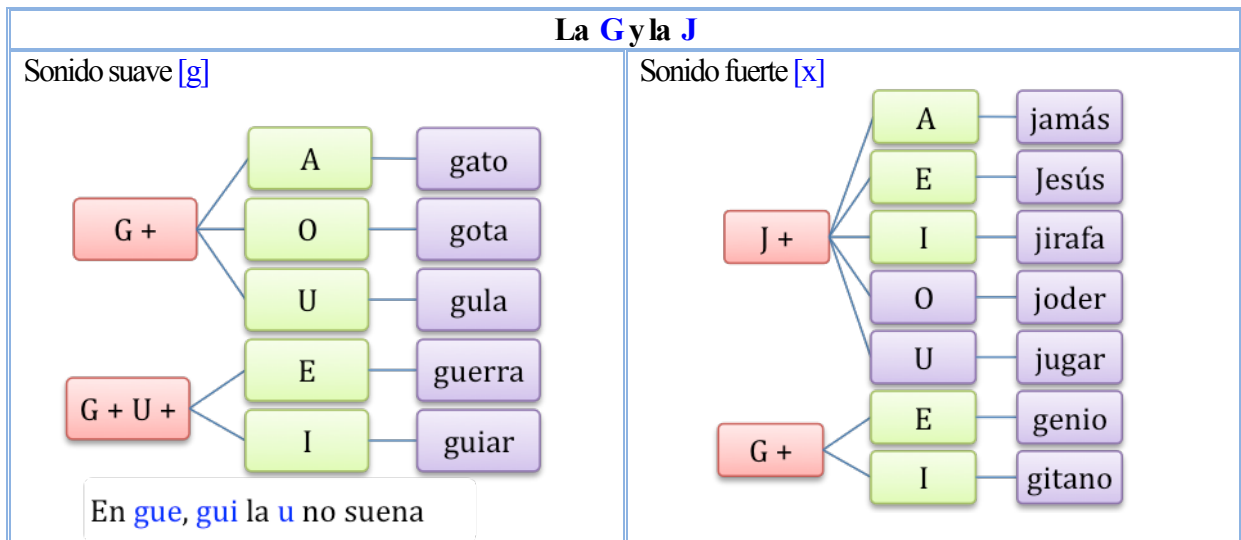 La G y la J
Sonido suave [g]
G +
A
gato
O
gota
U
gula
G + U +
E
guerra
I
guiar
En gue, gui la u no suena
Sonido fuerte [x]
J +
A
jamás
E
Jesús
I
jirafa
O
joder
U
jugar
G +
E
genio
I
gitano